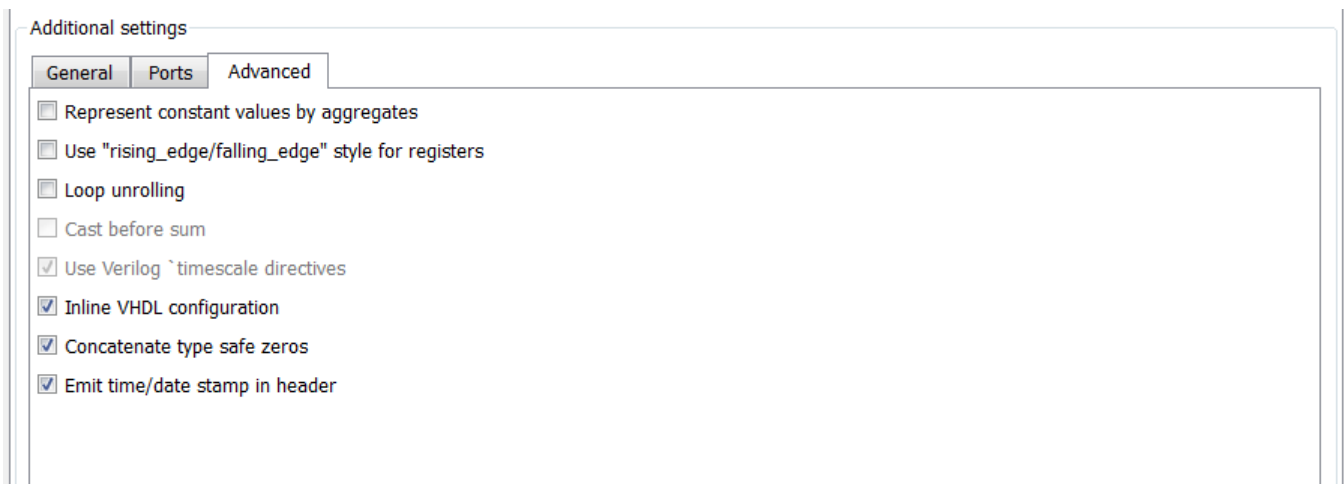 Additional settings
General Ports Advanced
Represent constant values by aggregates
Use "rising_edge/falling_edge" style for registers
Loop unrolling
Cast before sum
Use Verilog `timescale directives
Inline VHDL configuration
Concatenate type safe zeros
Emit time/date stamp in header